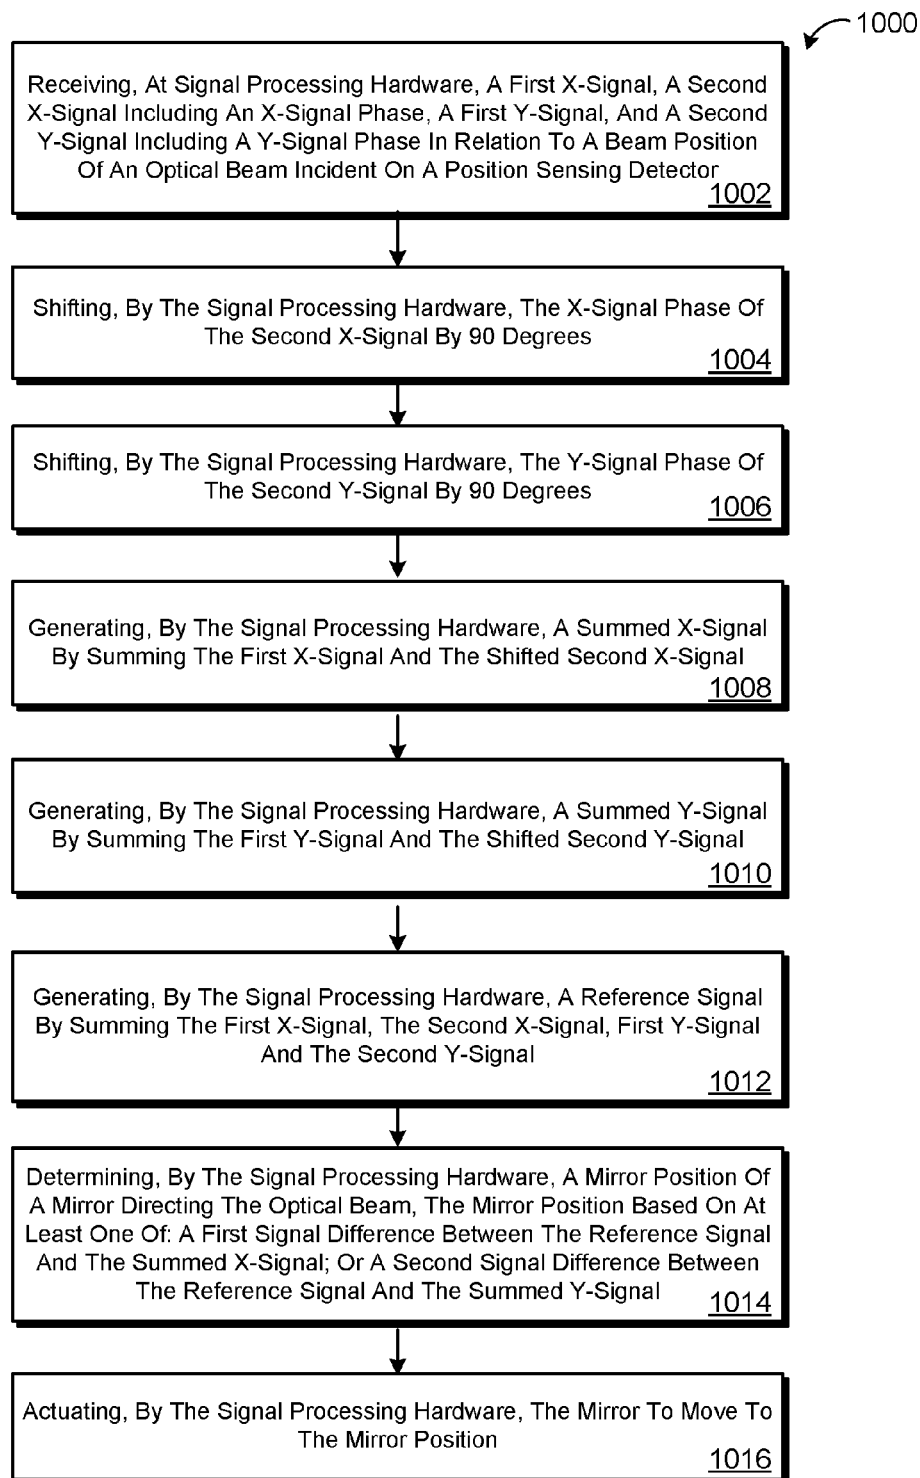 1000
Receiving, At Signal Processing Hardware, A First X-Signal, A Second
X-Signal Including An X-Signal Phase, A First Y-Signal, And A Second
Y-Signal Including A Y-Signal Phase In Relation To A Beam Position
Of An Optical Beam Incident On A Position Sensing Detector
1002
Shifting, By The Signal Processing Hardware, The X-Signal Phase Of
The Second X-Signal By 90 Degrees
1004
Shifting, By The Signal Processing Hardware, The Y-Signal Phase Of
The Second Y-Signal By 90 Degrees
1006
Generating, By The Signal Processing Hardware, A Summed X-Signal
By Summing The First X-Signal And The Shifted Second X-Signal
1008
Generating, By The Signal Processing Hardware, A Summed Y-Signal
By Summing The First Y-Signal And The Shifted Second Y-Signal
1010
Generating, By The Signal Processing Hardware, A Reference Signal
By Summing The First X-Signal, The Second X-Signal, First Y-Signal
And The Second Y-Signal
1012
Determining, By The Signal Processing Hardware, A Mirror Position Of
A Mirror Directing The Optical Beam, The Mirror Position Based On At
Least One Of: A First Signal Difference Between The Reference Signal
And The Summed X-Signal; Or A Second Signal Difference Between
The Reference Signal And The Summed Y-Signal
1014
Actuating, By The Signal Processing Hardware, The Mirror To Move To
The Mirror Position
1016